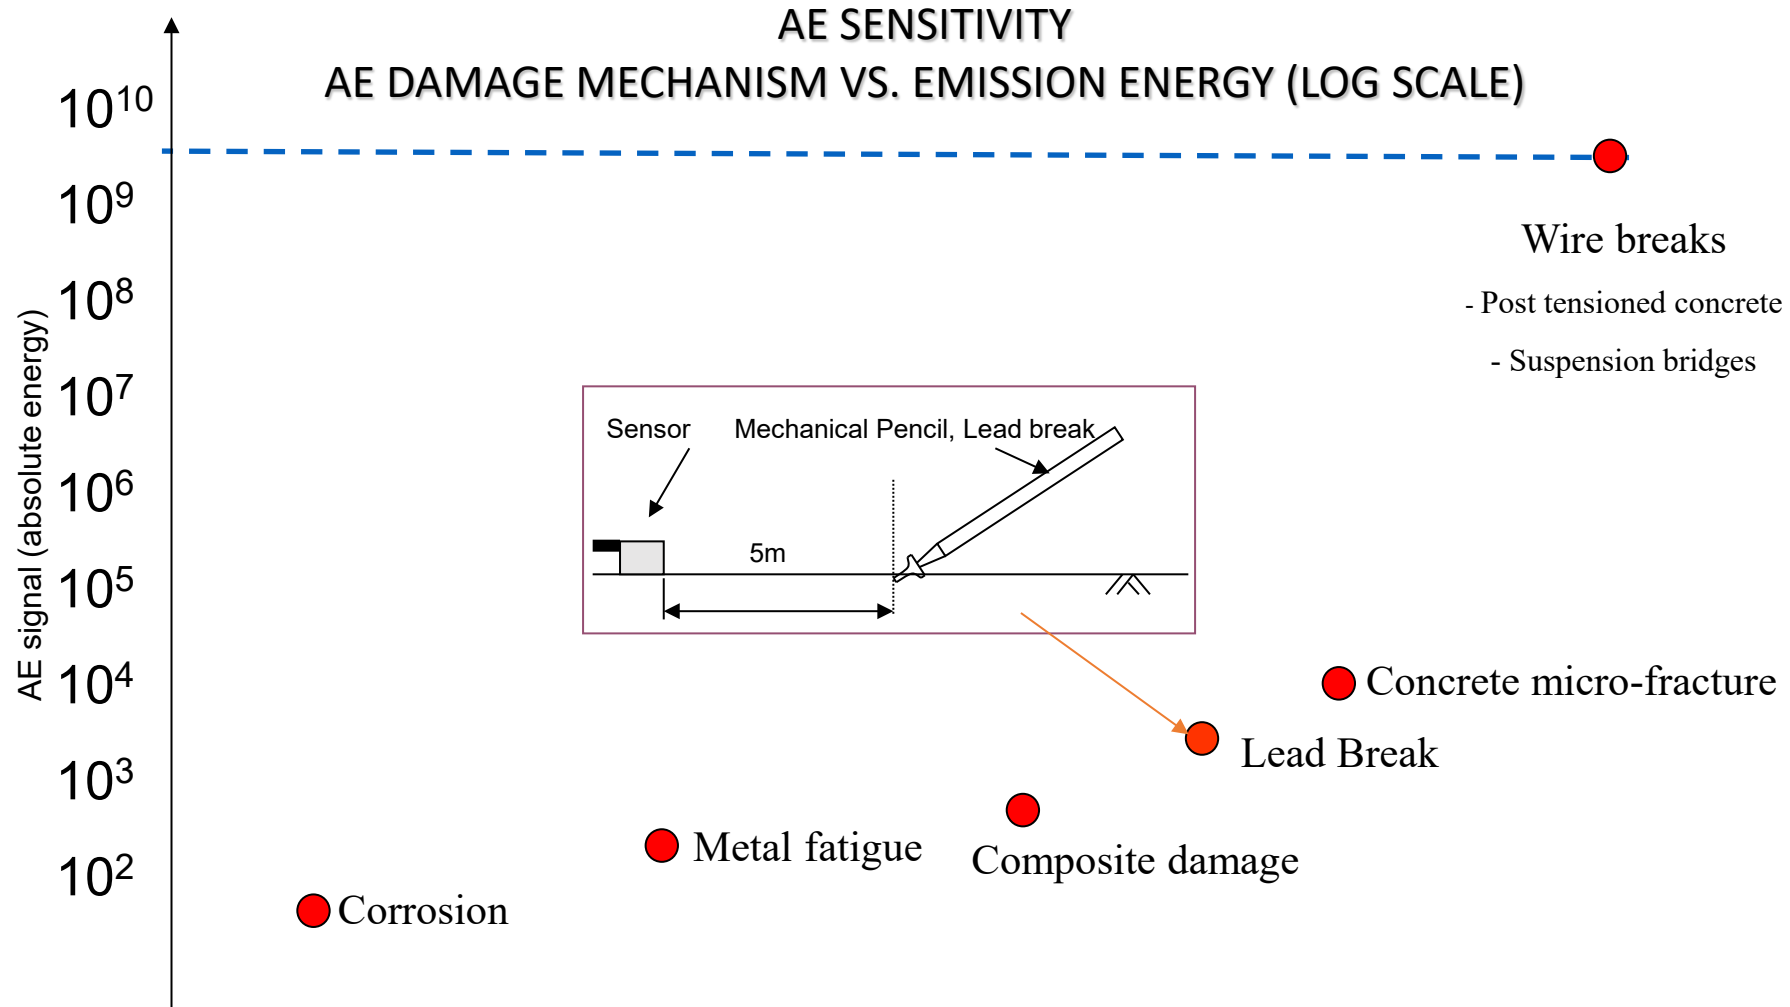 AE SENSITIVITY
AE DAMAGE MECHANISM VS. EMISSION ENERGY (LOG SCALE)
AE signal (absolute energy)
10¹⁰
10⁹
10⁸
10⁷
10⁶
10⁵
10⁴
10³
10²
Wire breaks
- Post tensioned concrete
- Suspension bridges
Sensor
Mechanical Pencil, Lead break
5m
Concrete micro-fracture
Lead Break
Metal fatigue
Composite damage
Corrosion